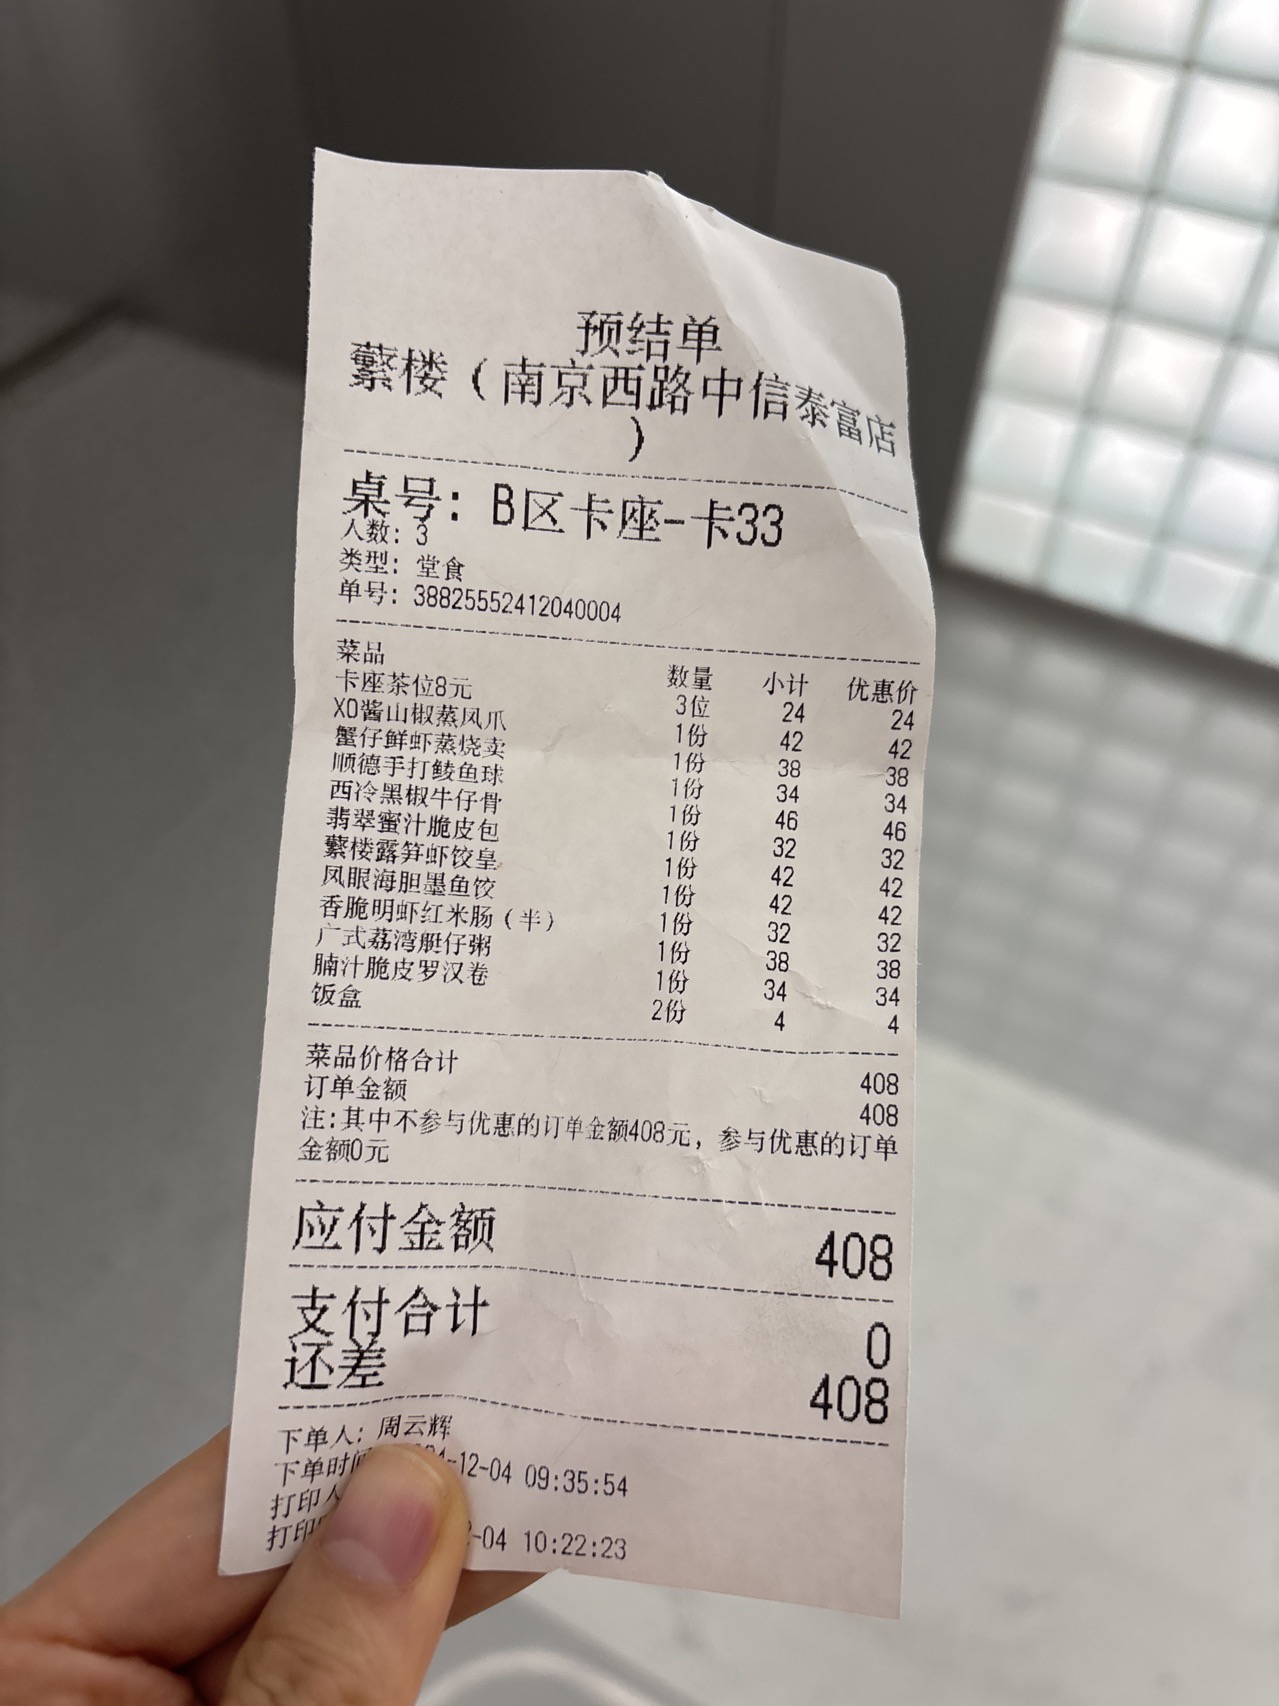 预结单
蘩楼（南京西路中信泰富店
）
桌号：B区卡座-卡33
人数：3
类型：堂食
单号：38825552412040004
菜品 数量 小计 优惠价
卡座茶位8元 3位 24 24
XO酱山椒蒸凤爪 1份 42 42
蟹仔鲜虾蒸烧卖 1份 38 38
顺德手打鲮鱼球 1份 34 34
西冷黑椒牛仔骨 1份 46 46
翡翠蜜汁脆皮包 1份 32 32
蘩楼露笋虾饺皇 1份 42 42
凤眼海胆墨鱼饺 1份 42 42
香脆明虾红米肠（半） 1份 32 32
广式荔湾艇仔粥 1份 38 38
腩汁脆皮罗汉卷 1份 34 34
饭盒 2份 4 4
菜品价格合计 408
订单金额 408
注：其中不参与优惠的订单金额408元，参与优惠的订单
金额0元
应付金额 408
支付合计 0
还差 408
下单人：周云辉
下单时间 -12-04 09:35:54
打印人
打印 -04 10:22:23